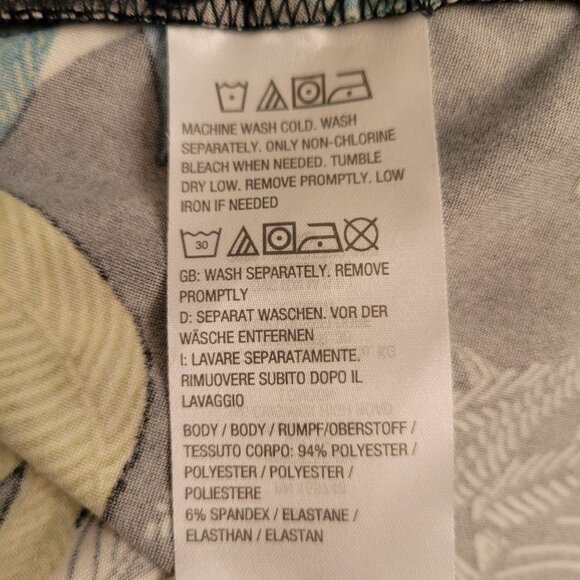 MACHINE WASH COLD. WASH
SEPARATELY. ONLY NON-CHLORINE
BLEACH WHEN NEEDED. TUMBLE
DRY LOW. REMOVE PROMPTLY. LOW
IRON IF NEEDED
30
GB: WASH SEPARATELY. REMOVE
PROMPTLY
D: SEPARAT WASCHEN. VOR DER
WÄSCHE ENTFERNEN
I: LAVARE SEPARATAMENTE.
RIMUOVERE SUBITO DOPO IL
LAVAGGIO
BODY / BODY / RUMPF/OBERSTOFF /
TESSUTO CORPO: 94% POLYESTER /
POLYESTER / POLYESTER /
POLIESTERE
6% SPANDEX / ELASTANE /
ELASTHAN / ELASTAN